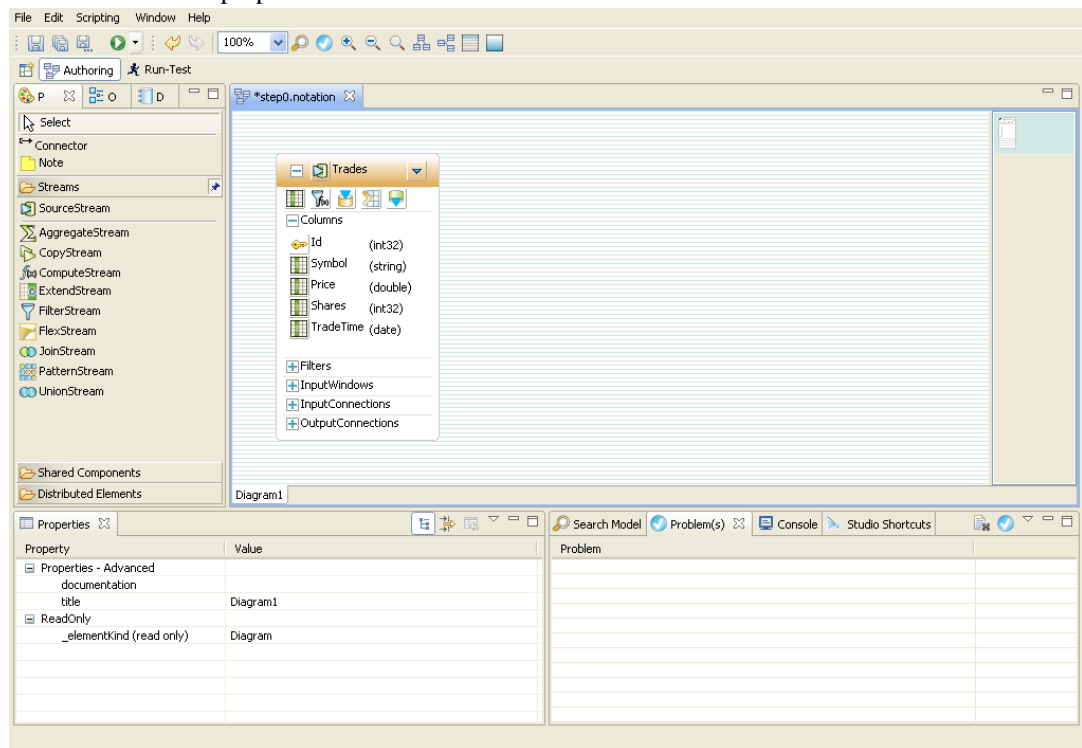 File Edit Scripting Window Help
100%
Authoring Run-Test
P O D
*step0.notation
Select
Connector
Note
Streams
SourceStream
AggregateStream
CopyStream
ComputeStream
ExtendStream
FilterStream
FlexStream
JoinStream
PatternStream
UnionStream
Shared Components
Distributed Elements
Trades
Columns
Id (int32)
Symbol (string)
Price (double)
Shares (int32)
TradeTime (date)
Filters
InputWindows
InputConnections
OutputConnections
Diagram1
Properties
Property Value
Properties - Advanced
documentation
title Diagram1
ReadOnly
_elementKind (read only) Diagram
Search Model Problem(s) Console Studio Shortcuts
Problem